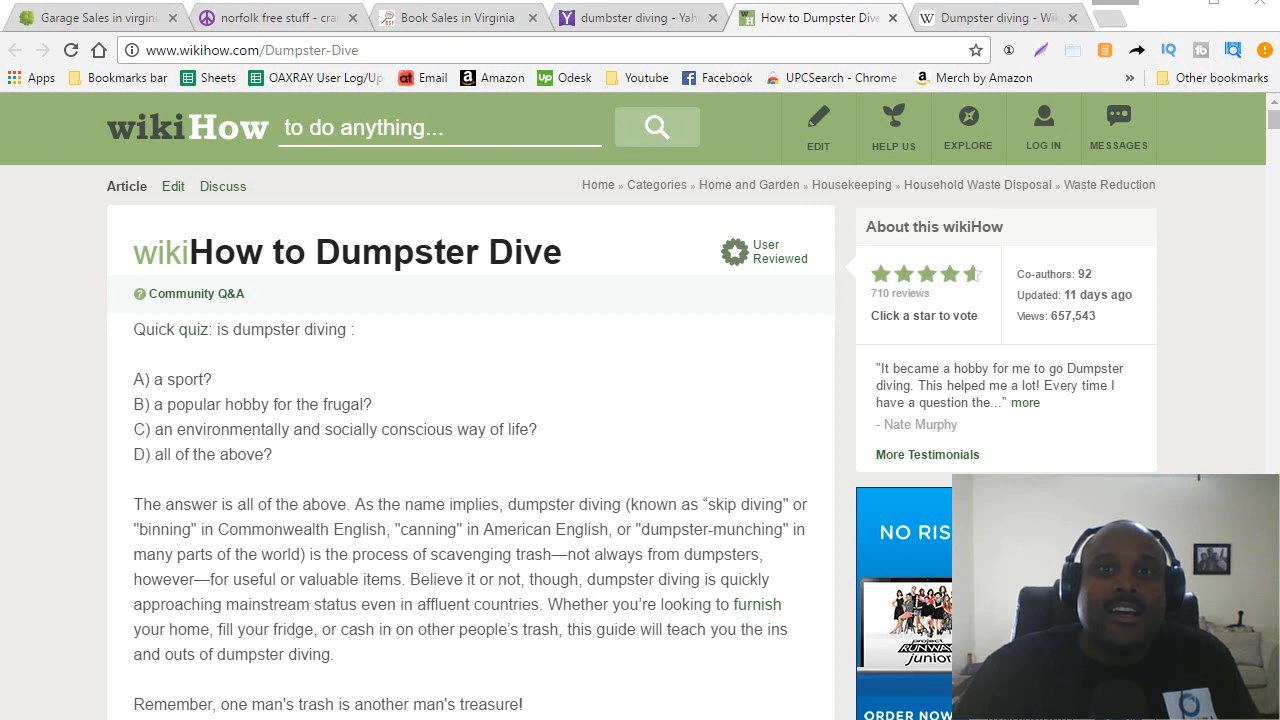 Garage Sales in virgini
norfolk free stuff - cra
Book Sales in Virginia
dumbster diving - Yah
How to Dumpster Dive
Dumpster diving - Wik
www.wikihow.com/Dumpster-Dive
Apps Bookmarks bar Sheets OAXRAY User Log/Up Email Amazon Odesk Youtube Facebook UPCSearch - Chrome Merch by Amazon » Other bookmarks
wikiHow to do anything...
EDIT HELP US EXPLORE LOG IN MESSAGES
Article Edit Discuss
Home » Categories » Home and Garden » Housekeeping » Household Waste Disposal » Waste Reduction
wikiHow to Dumpster Dive
User
Reviewed
Community Q&A
Quick quiz: is dumpster diving :
A) a sport?
B) a popular hobby for the frugal?
C) an environmentally and socially conscious way of life?
D) all of the above?
The answer is all of the above. As the name implies, dumpster diving (known as “skip diving" or
"binning" in Commonwealth English, "canning" in American English, or "dumpster-munching" in
many parts of the world) is the process of scavenging trash—not always from dumpsters,
however—for useful or valuable items. Believe it or not, though, dumpster diving is quickly
approaching mainstream status even in affluent countries. Whether you’re looking to furnish
your home, fill your fridge, or cash in on other people’s trash, this guide will teach you the ins
and outs of dumpster diving.
Remember, one man's trash is another man's treasure!
About this wikiHow
710 reviews
Click a star to vote
Co-authors: 92
Updated: 11 days ago
Views: 657,543
"It became a hobby for me to go Dumpster
diving. This helped me a lot! Every time I
have a question the..." more
- Nate Murphy
More Testimonials
NO RIS
project
RUNWAY
junior
ORDER NOW